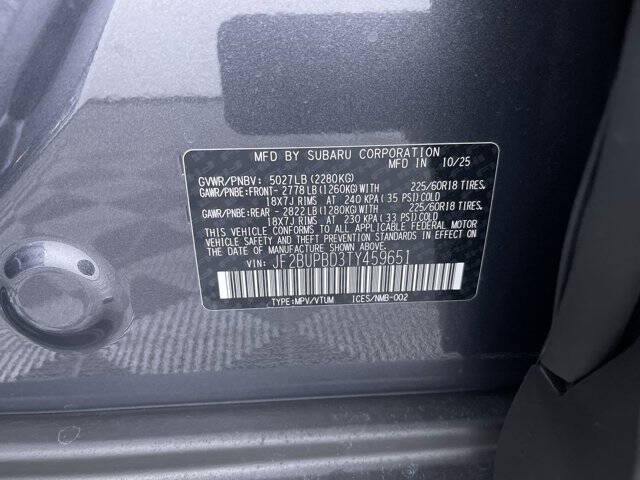 MFD BY SUBARU CORPORATION 10/25
GVWR/PNBV: 5027LB (2280KG)
GAWR/PNBE: FRONT- 2778 LB (1260KG) WITH 225/60R18 TIRES,
18X7J RIMS AT 240 KPA (35 PSI) COLD
GAWR/PNBE: REAR - 2822 LB (1280KG) WITH 225/60R18 TIRES,
18X7J RIMS AT 230 KPA (33 PSI) COLD
THIS VEHICLE CONFORMS TO ALL APPLICABLE FEDERAL MOTOR
VEHICLE SAFETY, BUMPER, AND THEFT PREVENTION STANDARDS
IN EFFECT ON THE DATE OF MANUFACTURE SHOWN ABOVE.
VIN: JF2BUPBD3TY459651
TYPE:MPV/VTUM ICES/NMB-002